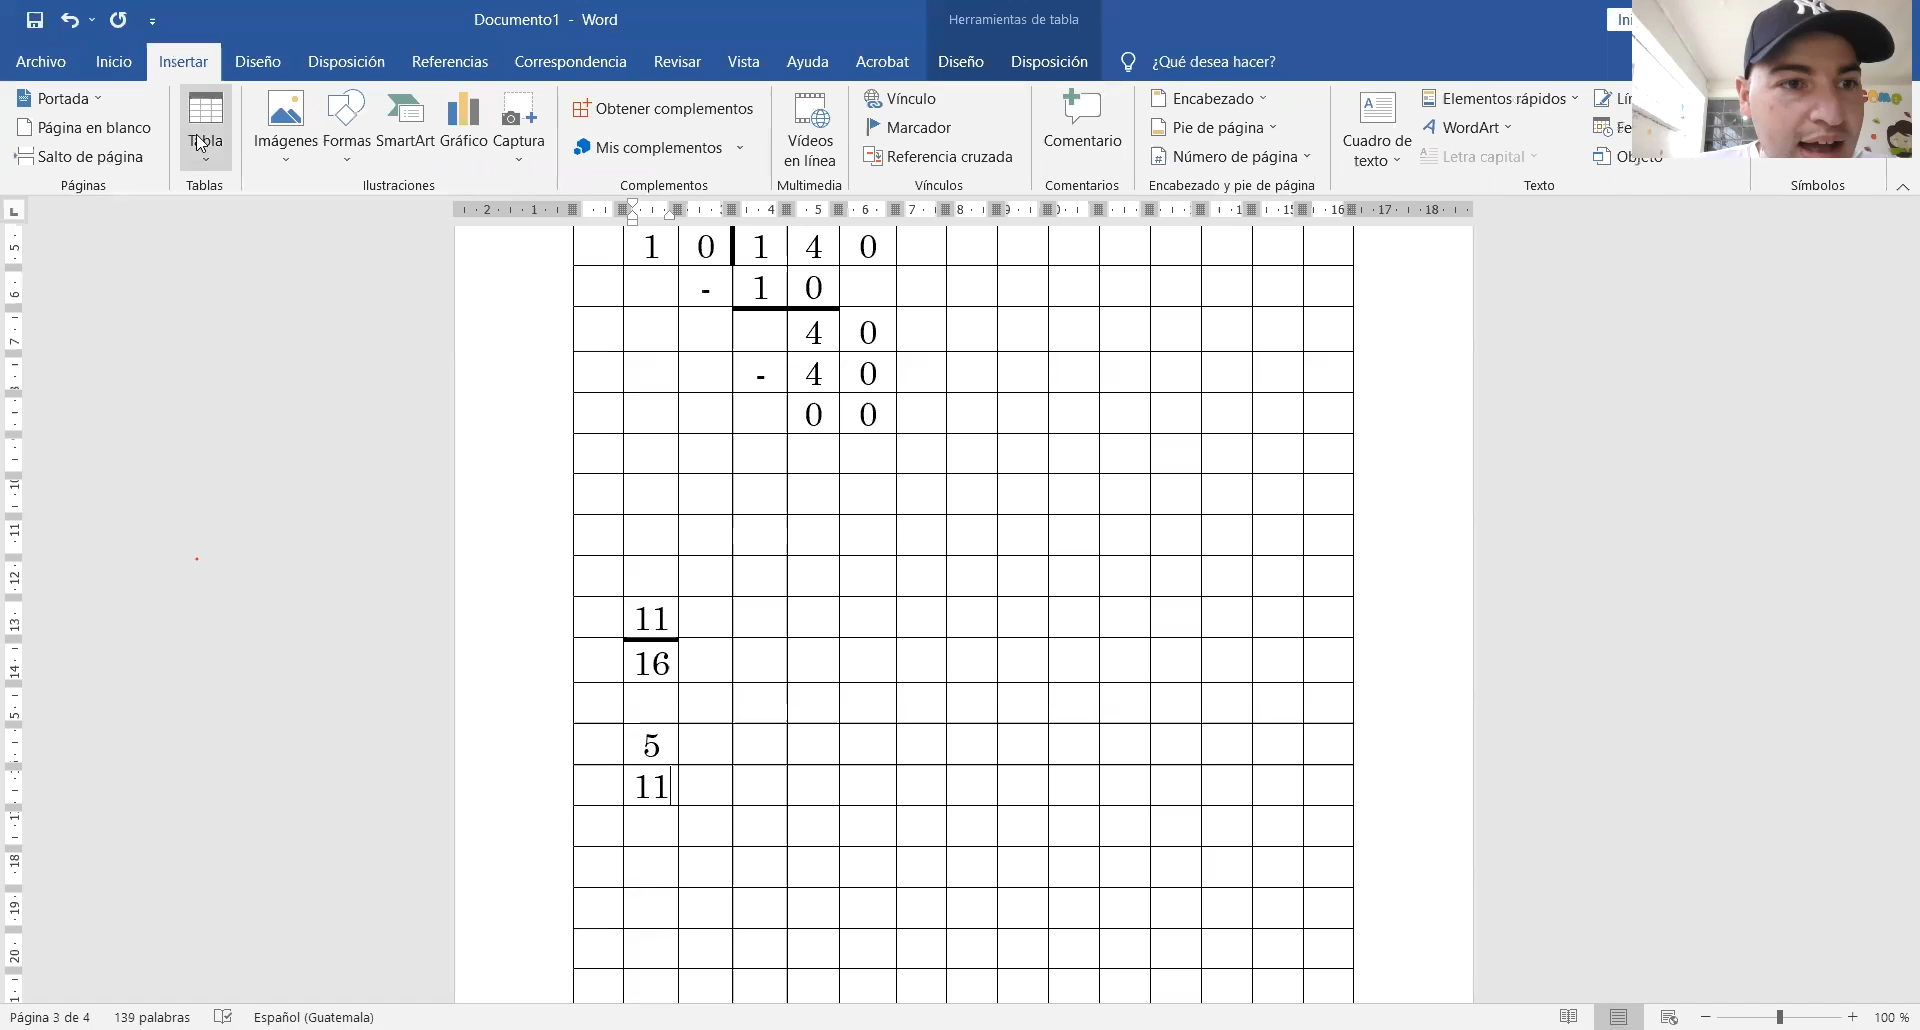 Documento1 - Word
Herramientas de tabla
Ini
Archivo Inicio Insertar Diseño Disposición Referencias Correspondencia Revisar Vista Ayuda Acrobat Diseño Disposición ¿Qué desea hacer?
Portada
Página en blanco
Salto de página
Páginas
Tabla
Tablas
Imágenes Formas SmartArt Gráfico Captura
Ilustraciones
Obtener complementos
Mis complementos
Complementos
Vídeos
en línea
Multimedia
Vínculo
Marcador
Referencia cruzada
Vínculos
Comentario
Comentarios
Encabezado
Pie de página
Número de página
Encabezado y pie de página
Cuadro de
texto
Elementos rápidos
WordArt
Letra capital
Lín
Fe
Objeto
Texto
Símbolos
1 0 1 4 0
- 1 0
4 0
- 4 0
0 0
11
16
5
11
Página 3 de 4 139 palabras Español (Guatemala) 100 %